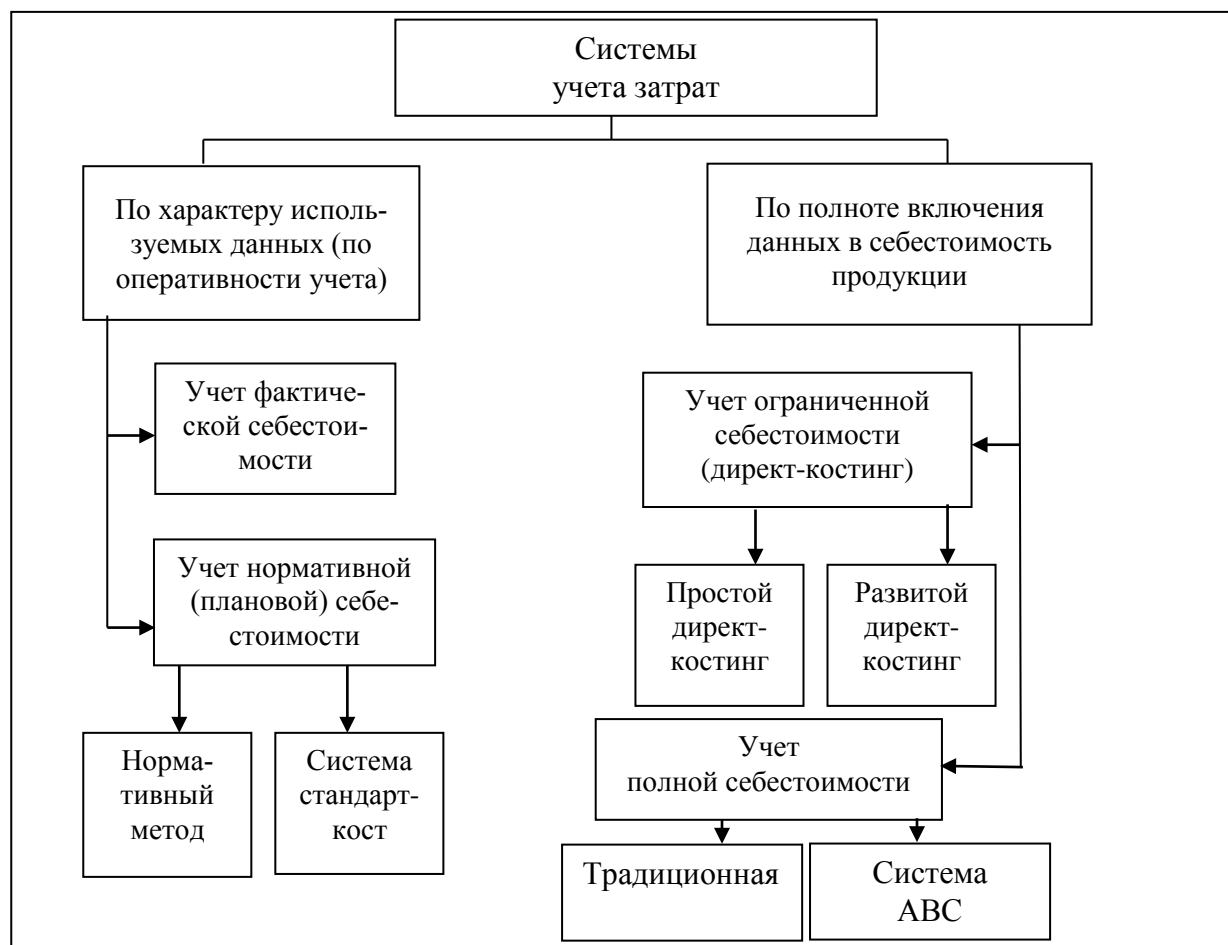 Системы
учета затрат
По характеру исполь-
зуемых данных (по
оперативности учета)
По полноте включения
данных в себестоимость
продукции
Учет фактиче-
ской себестои-
мости
Учет ограниченной
себестоимости
(директ-костинг)
Учет нормативной
(плановой) себе-
стоимости
Простой
директ-
костинг
Развитой
директ-
костинг
Норма-
тивный
метод
Система
стандарт-
кост
Учет
полной себестоимости
Традиционная
Система
АВС